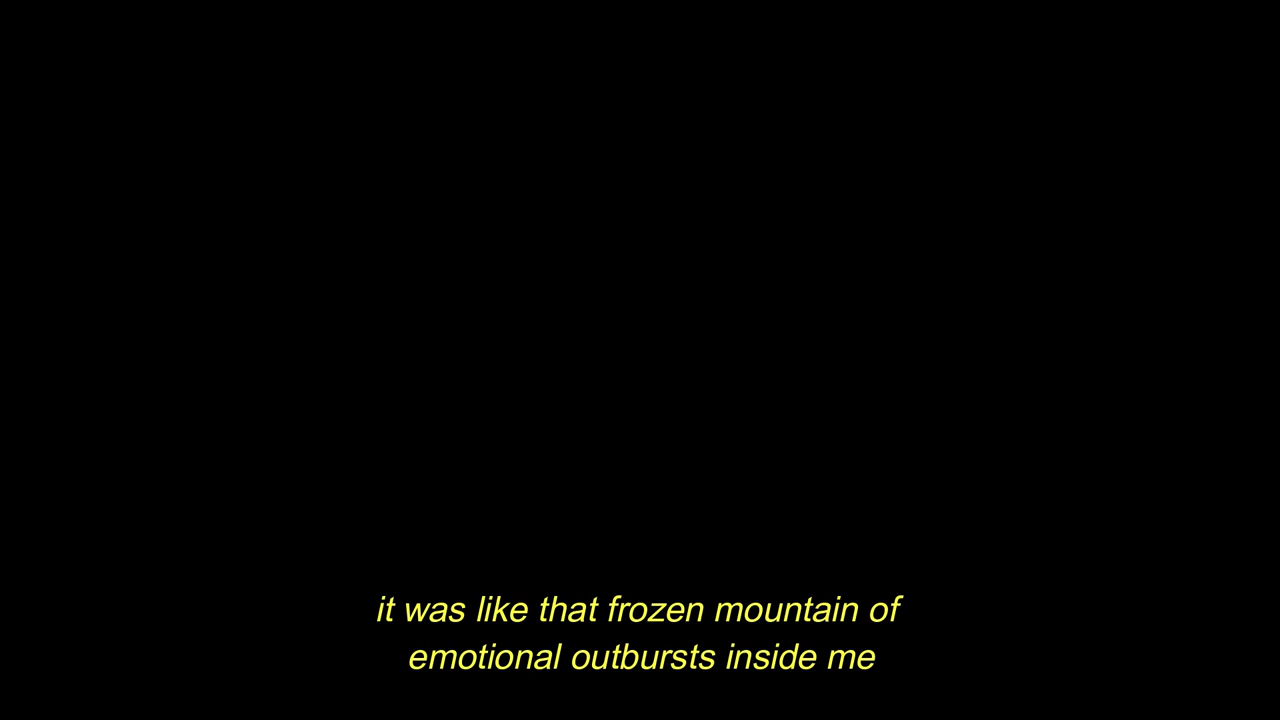 it was like that frozen mountain of
emotional outbursts inside me